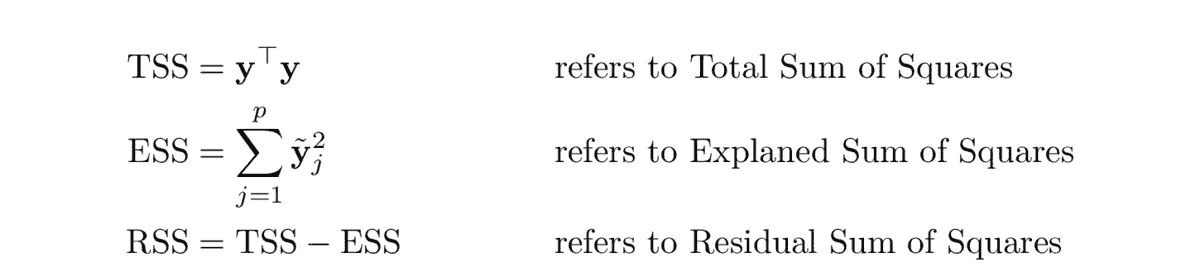 TSS = y⊤y refers to Total Sum of Squares
ESS = ∑_{j=1}^{p} ỹ_j^2 refers to Explaned Sum of Squares
RSS = TSS − ESS refers to Residual Sum of Squares